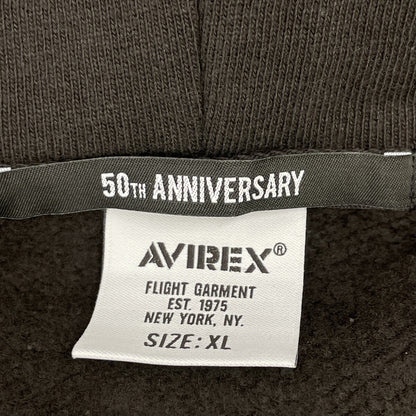 50TH ANNIVERSARY
AVIREX®
FLIGHT GARMENT
EST. 1975
NEW YORK, NY.
SIZE: XL